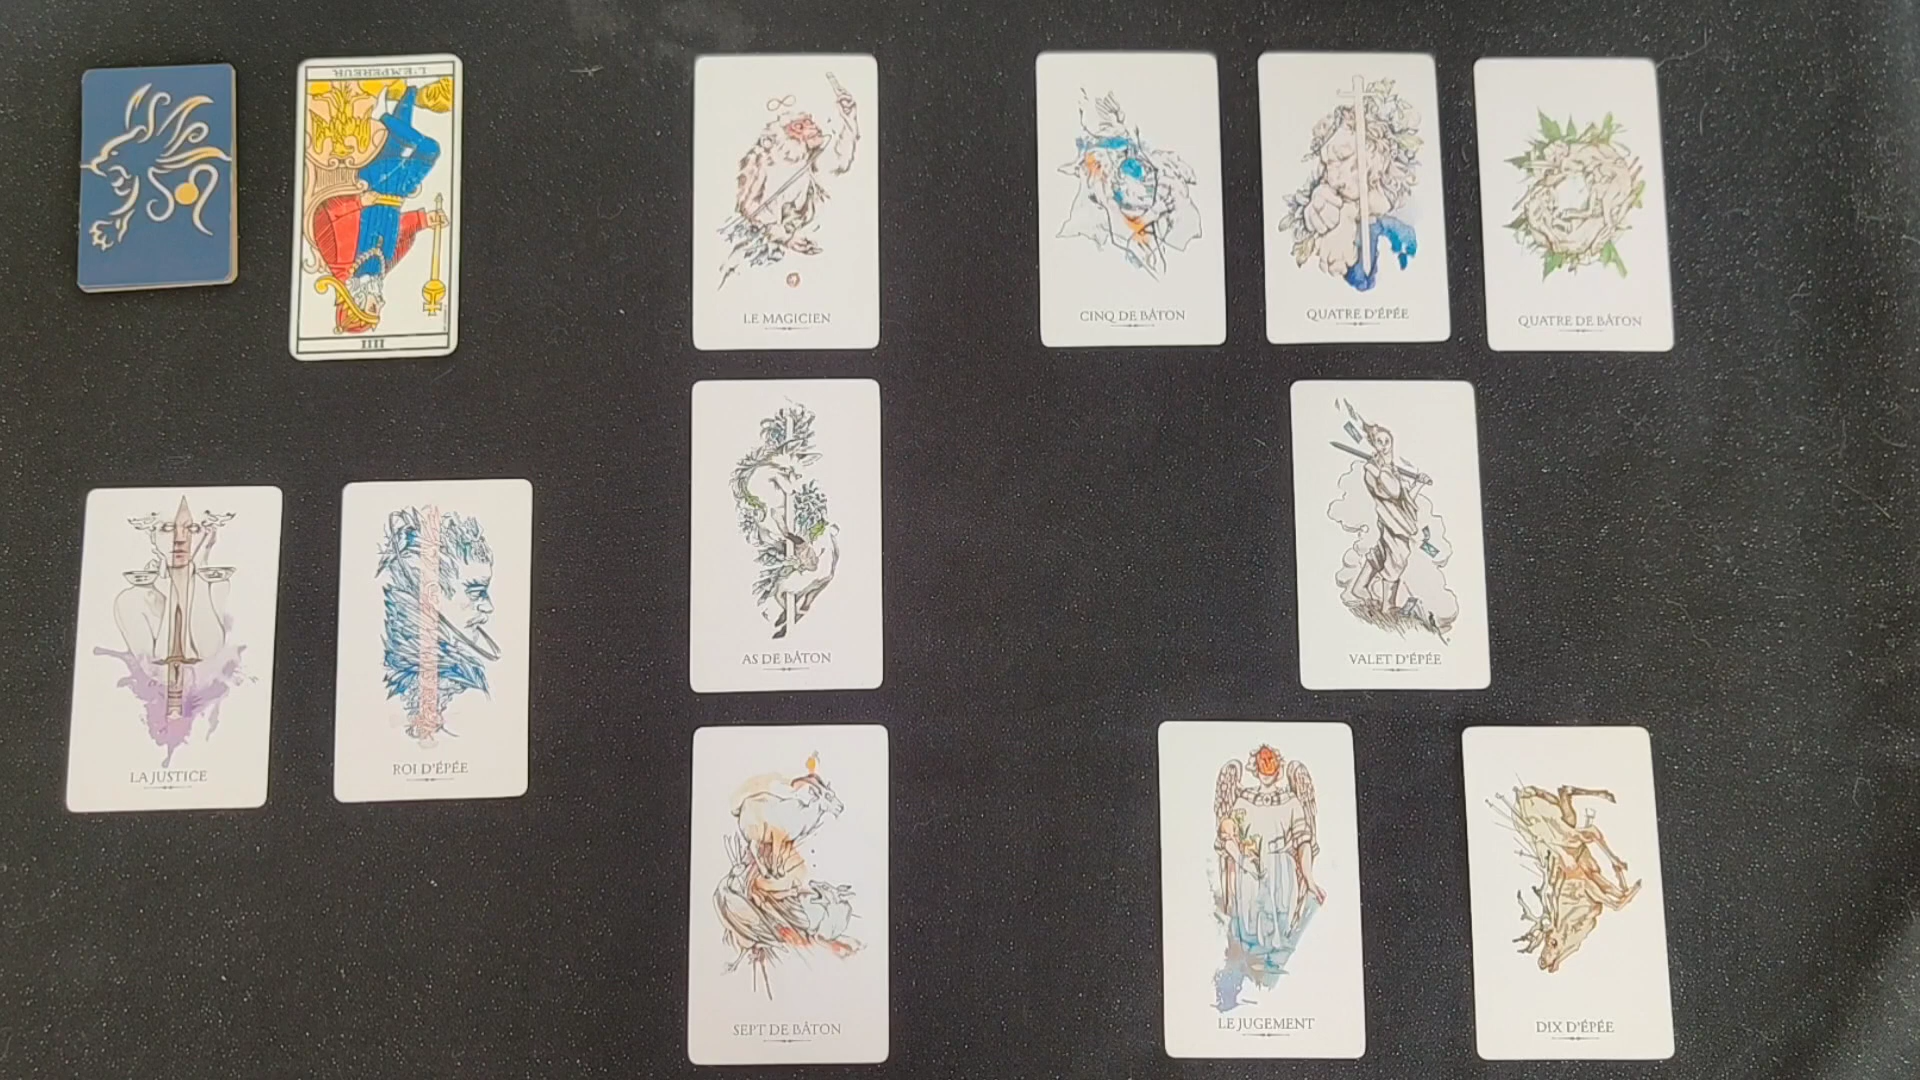 L'EMPEREUR
IIII
LE MAGICIEN
CINQ DE BÂTON
QUATRE D'ÉPÉE
QUATRE DE BÂTON
AS DE BÂTON
VALET D'ÉPÉE
LA JUSTICE
ROI D'ÉPÉE
SEPT DE BÂTON
LE JUGEMENT
DIX D'ÉPÉE